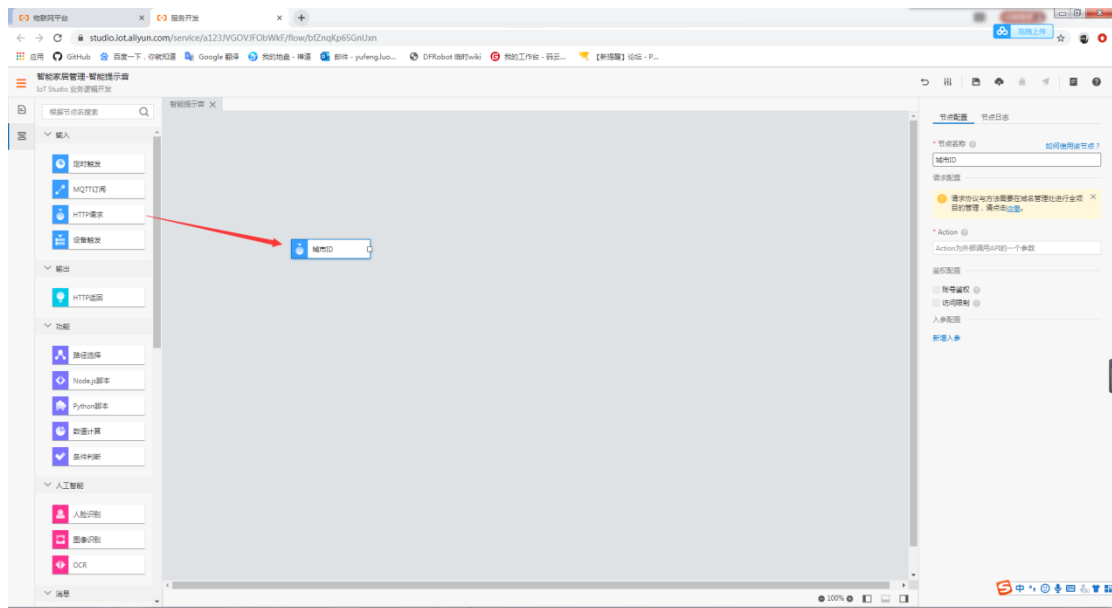 物联网平台
服务开发
studio.iot.aliyun.com/service/a123JVGOVJFObWkF/flow/bfZnqKp6SGnUxn
拖拽上传
应用 GitHub 百度一下，你就知道 Google 翻译 我的地盘 - 禅道 邮件 - yufeng.luo... DFRobot 临时wiki 我的工作台 - 码云... 【新提醒】论坛 - P...
智能家居管理-智能提示音
IoT Studio 业务逻辑开发
智能提示音
根据节点名搜索
输入
定时触发
MQTT订阅
HTTP请求
设备触发
输出
HTTP返回
功能
路径选择
Node.js脚本
Python脚本
数值计算
条件判断
人工智能
人脸识别
图像识别
OCR
消息
城市ID
100%
节点配置 节点日志
* 节点名称 如何使用该节点？
城市ID
请求配置
请求协议与方法需要在域名管理处进行全项
目的管理，请点击这里。
* Action
Action为外部调用API的一个参数
鉴权配置
账号鉴权
访问限制
入参配置
新增入参
中